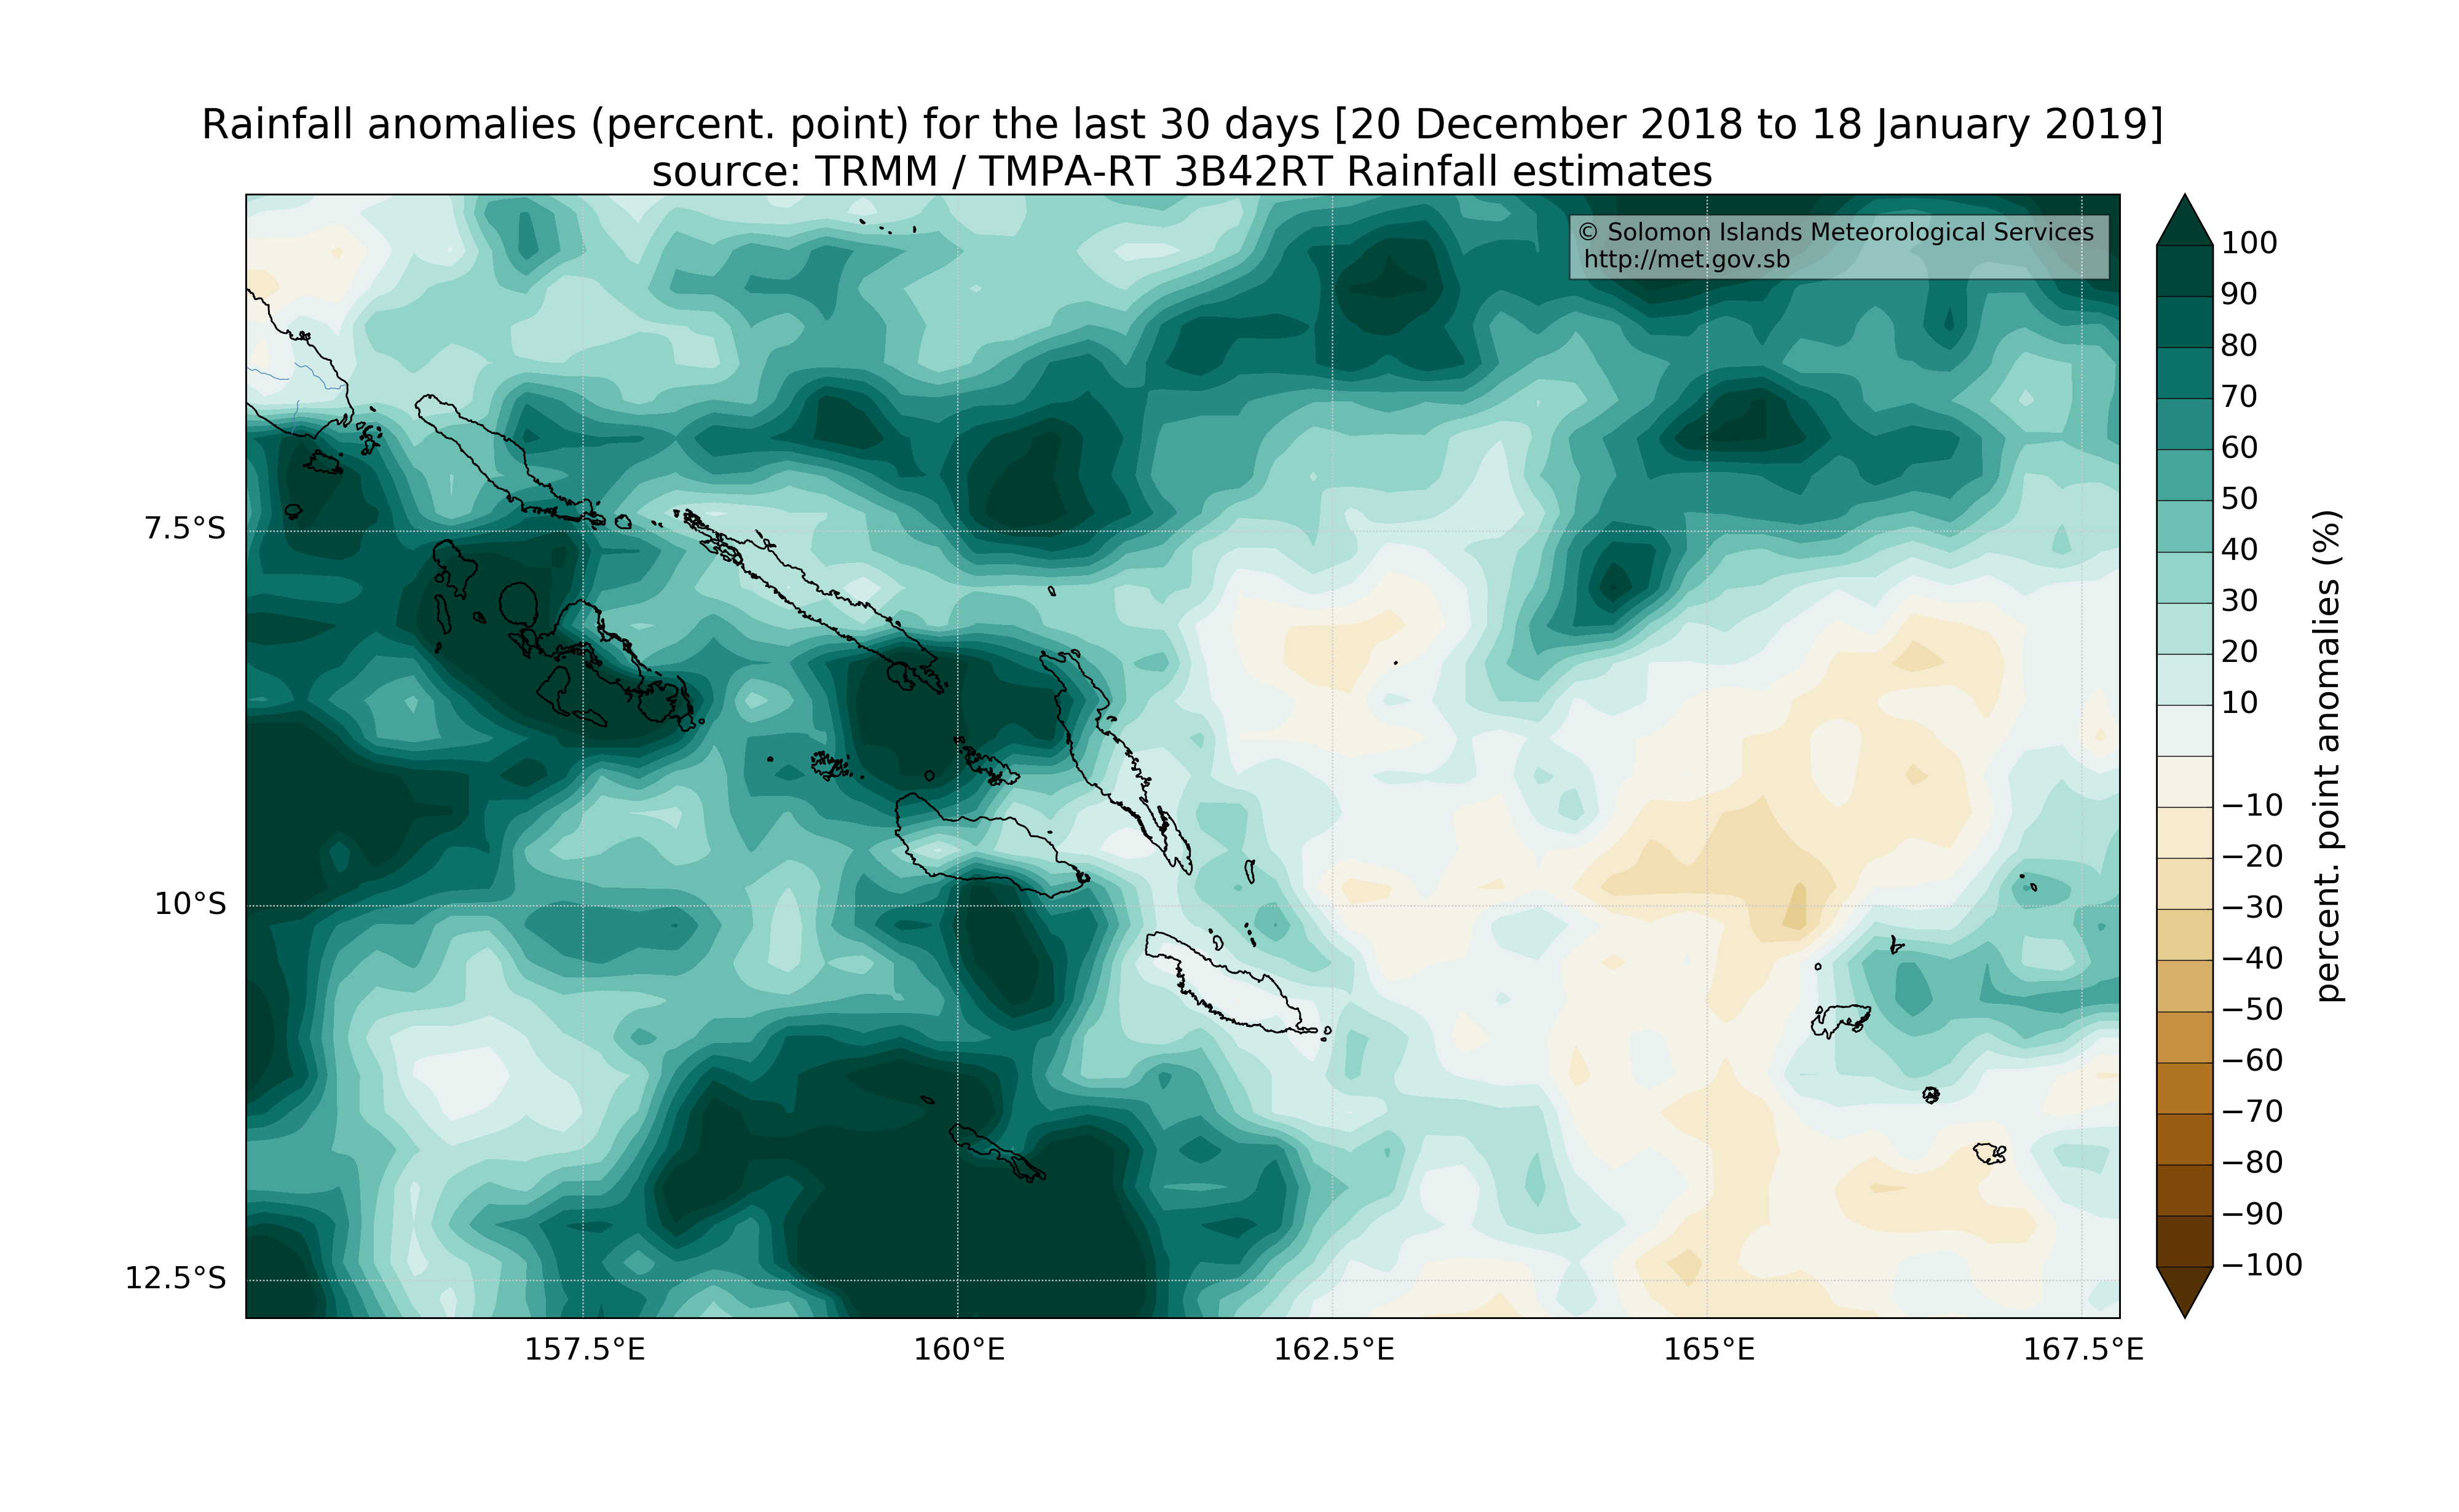 Rainfall anomalies (percent. point) for the last 30 days [20 December 2018 to 18 January 2019]
source: TRMM / TMPA-RT 3B42RT Rainfall estimates
© Solomon Islands Meteorological Services
http://met.gov.sb
7.5°S
10°S
12.5°S
157.5°E
160°E
162.5°E
165°E
167.5°E
100
90
80
70
60
50
40
30
20
10
−10
−20
−30
−40
−50
−60
−70
−80
−90
−100
percent. point anomalies (%)